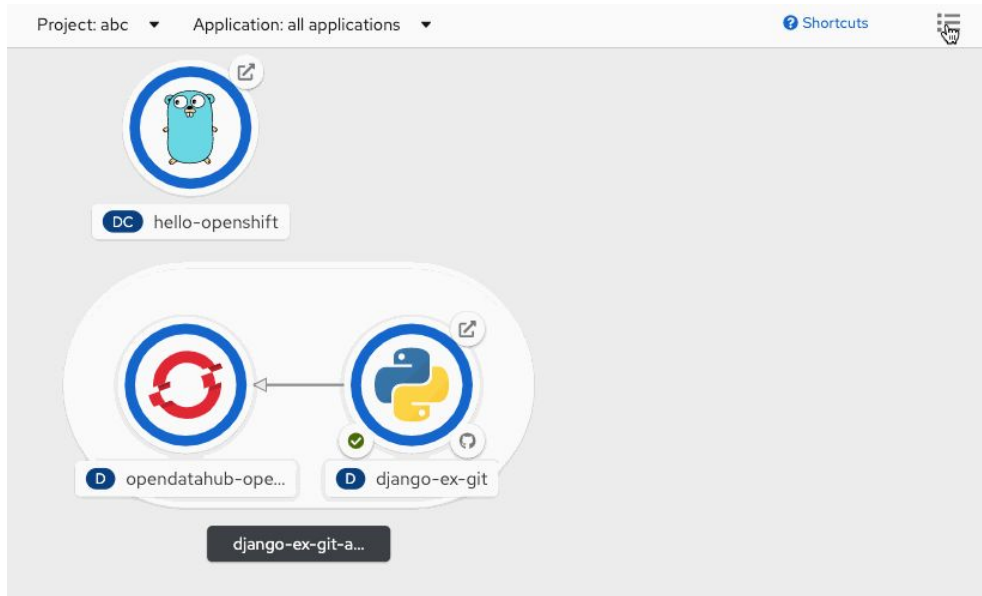 Project: abc
Application: all applications
Shortcuts
DC hello-openshift
D opendatahub-ope...
D django-ex-git
django-ex-git-a...